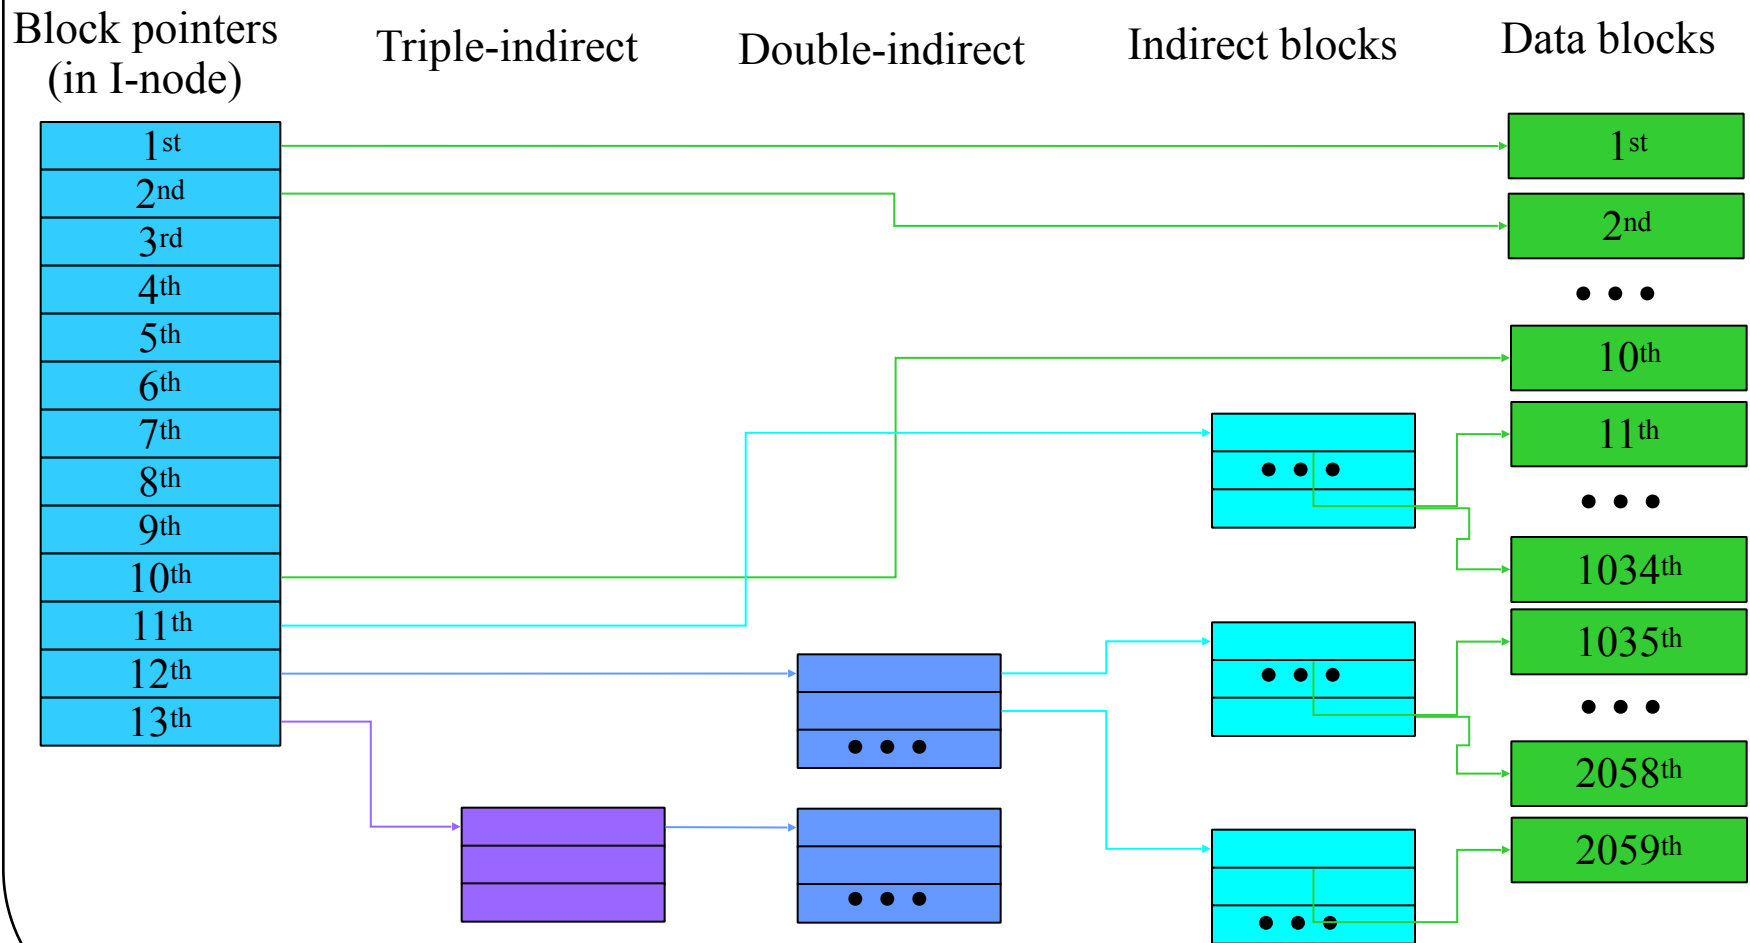 Block pointers
(in I-node)
Triple-indirect
Double-indirect
Indirect blocks
Data blocks
1st
2nd
3rd
4th
5th
6th
7th
8th
9th
10th
11th
12th
13th
• • •
• • •
• • •
• • •
• • •
1st
2nd
• • •
10th
11th
• • •
1034th
1035th
• • •
2058th
2059th